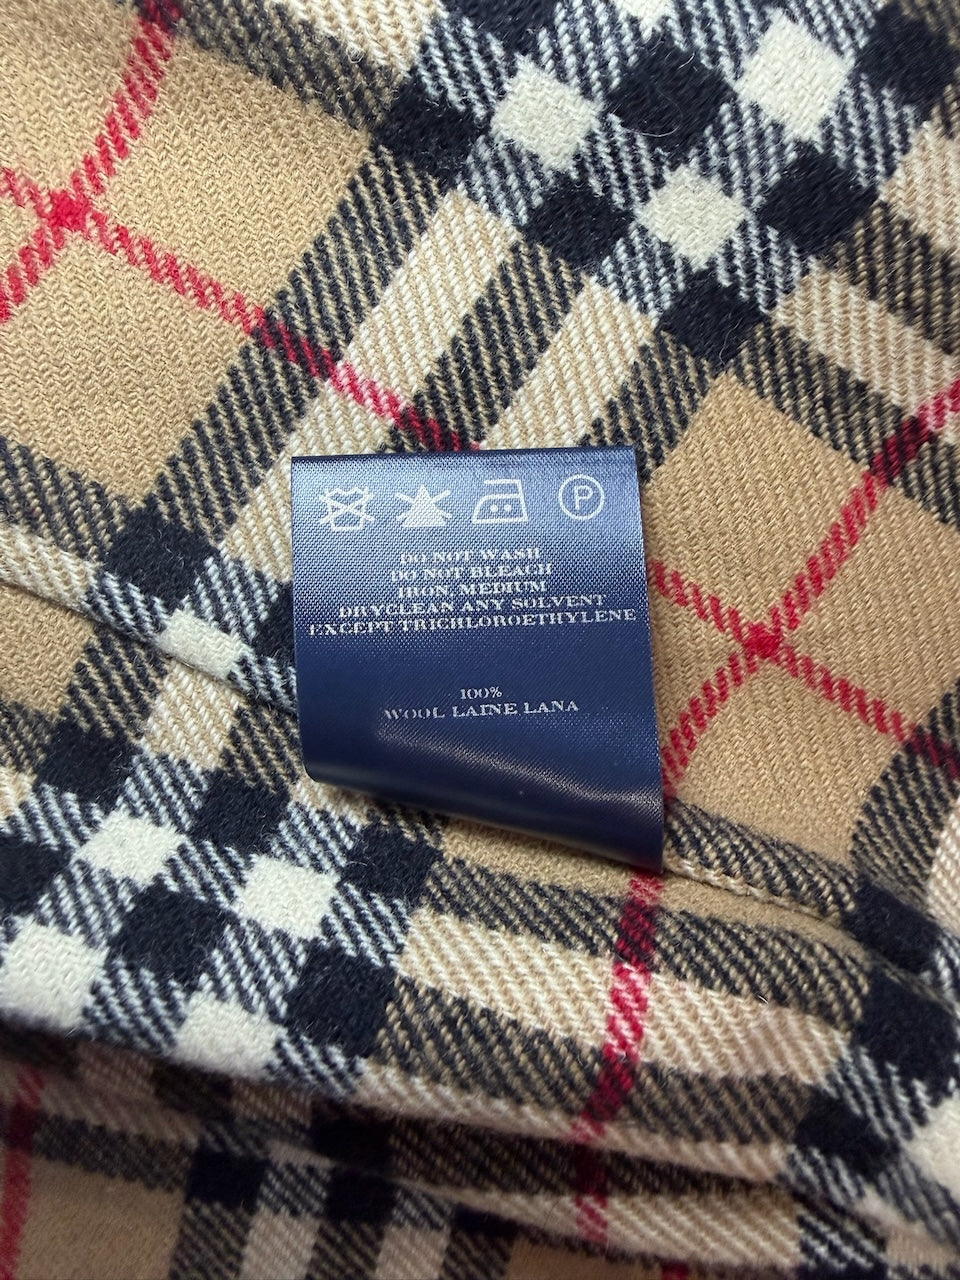 P
DO NOT WASH
DO NOT BLEACH
IRON, MEDIUM
DRYCLEAN ANY SOLVENT
EXCEPT TRICHLOROETHYLENE
100%
WOOL LAINE LANA